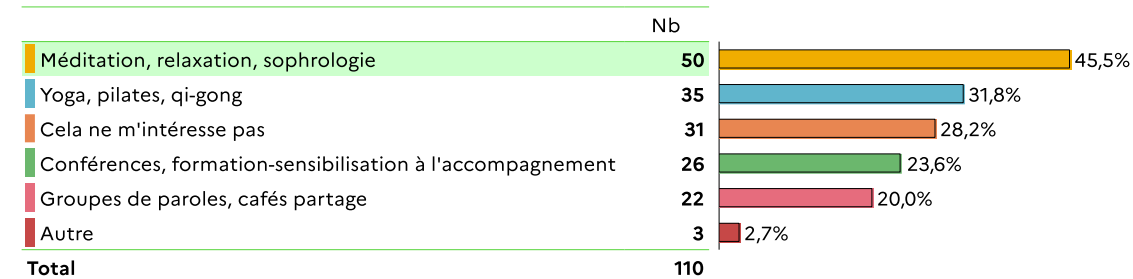 Nb
Méditation, relaxation, sophrologie 50 45,5%
Yoga, pilates, qi-gong 35 31,8%
Cela ne m'intéresse pas 31 28,2%
Conférences, formation-sensibilisation à l'accompagnement 26 23,6%
Groupes de paroles, cafés partage 22 20,0%
Autre 3 2,7%
Total 110